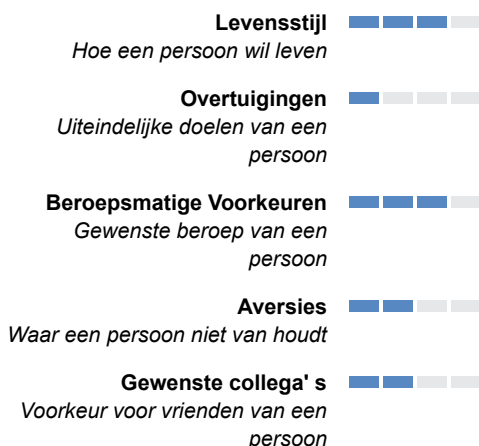 Levensstijl
Hoe een persoon wil leven
Overtuigingen
Uiteindelijke doelen van een
persoon
Beroepsmatige Voorkeuren
Gewenste beroep van een
persoon
Aversies
Waar een persoon niet van houdt
Gewenste collega' s
Voorkeur voor vrienden van een
persoon